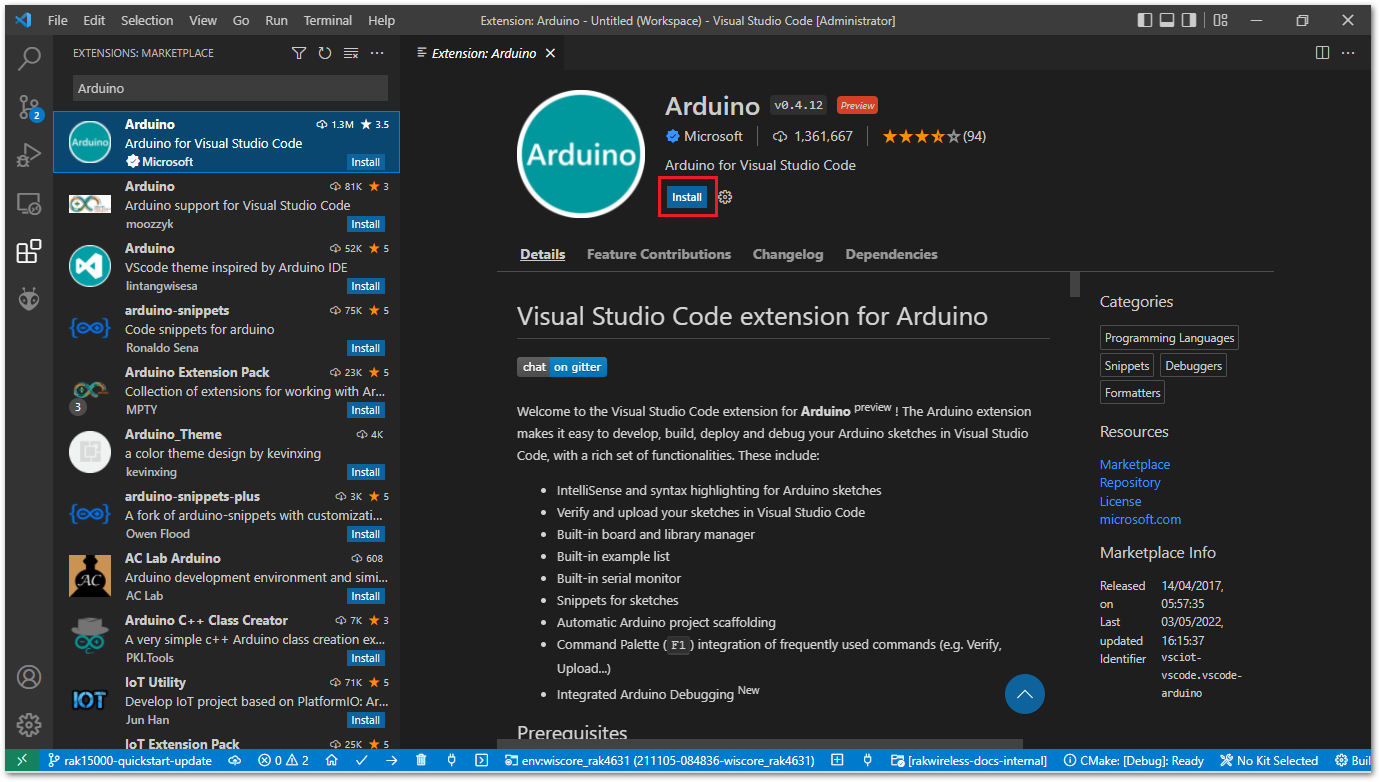 File Edit Selection View Go Run Terminal Help
Extension: Arduino - Untitled (Workspace) - Visual Studio Code [Administrator]
EXTENSIONS: MARKETPLACE
Arduino
2
Arduino 1.3M 3.5
Arduino for Visual Studio Code
Microsoft Install
Arduino 81K 3
Arduino support for Visual Studio Code
moozzyk Install
Arduino 52K 5
VScode theme inspired by Arduino IDE
lintangwisesa Install
arduino-snippets 75K 5
Code snippets for arduino
Ronaldo Sena Install
Arduino Extension Pack 23K 5
Collection of extensions for working with Ar...
3
MPTY Install
Arduino_Theme 4K
a color theme design by kevinxing
kevinxing Install
arduino-snippets-plus 3K 5
A fork of arduino-snippets with customizati...
Owen Flood Install
AC Lab Arduino 608
Arduino development environment and simi...
AC
AC Lab Install
Arduino C++ Class Creator 7K 3
A very simple c++ Arduino class creation ex...
PKI.Tools Install
IoT Utility 71K 5
Develop IoT project based on PlatformIO: Ar...
IOT
Jun Han Install
IoT Extension Pack 25K 5
Extension: Arduino
Arduino
Arduino v0.4.12 Preview
Microsoft 1,361,667 (94)
Arduino for Visual Studio Code
Install
Details Feature Contributions Changelog Dependencies
Visual Studio Code extension for Arduino
chat on gitter
Welcome to the Visual Studio Code extension for Arduino preview ! The Arduino extension
makes it easy to develop, build, deploy and debug your Arduino sketches in Visual Studio
Code, with a rich set of functionalities. These include:
• IntelliSense and syntax highlighting for Arduino sketches
• Verify and upload your sketches in Visual Studio Code
• Built-in board and library manager
• Built-in example list
• Built-in serial monitor
• Snippets for sketches
• Automatic Arduino project scaffolding
• Command Palette (F1) integration of frequently used commands (e.g. Verify,
Upload...)
• Integrated Arduino Debugging New
Prerequisites
Categories
Programming Languages
Snippets Debuggers
Formatters
Resources
Marketplace
Repository
License
microsoft.com
Marketplace Info
Released 14/04/2017,
on 05:57:35
Last 03/05/2022,
updated 16:15:37
Identifier vsciot-
vscode.vscode-
arduino
rak15000-quickstart-update 0 2 env:wiscore_rak4631 (211105-084836-wiscore_rak4631) [rakwireless-docs-internal] CMake: [Debug]: Ready No Kit Selected Buil